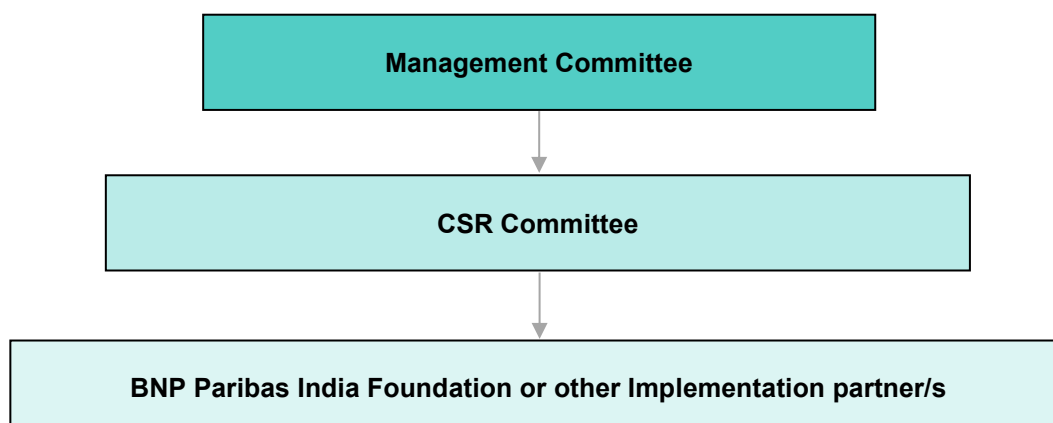 Management Committee
CSR Committee
BNP Paribas India Foundation or other Implementation partner/s